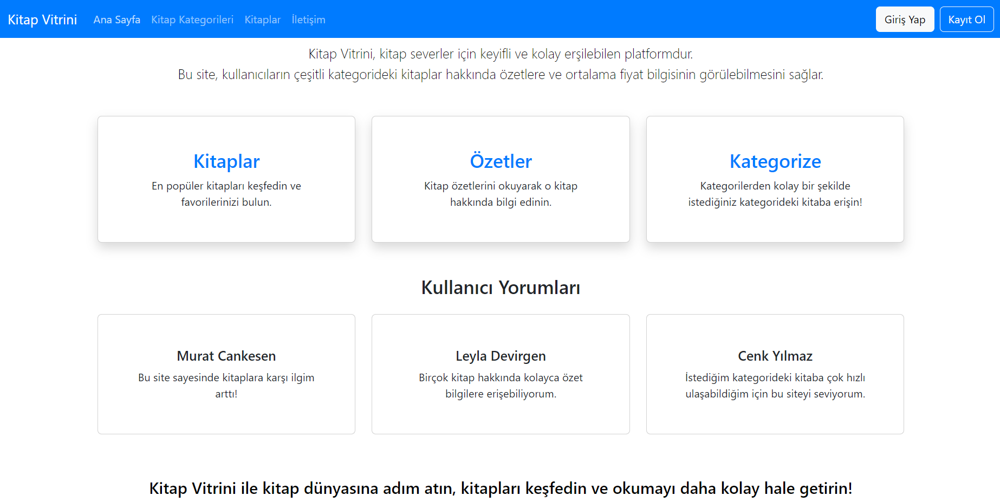 Kitap Vitrini Ana Sayfa Kitap Kategorileri Kitaplar İletişim Giriş Yap Kayıt Ol
Kitap Vitrini, kitap severler için keyifli ve kolay erşilebilen platformdur.
Bu site, kullanıcıların çeşitli kategorideki kitaplar hakkında özetlere ve ortalama fiyat bilgisinin görülebilmesini sağlar.
Kitaplar
En popüler kitapları keşfedin ve
favorilerinizi bulun.
Özetler
Kitap özetlerini okuyarak o kitap
hakkında bilgi edinin.
Kategorize
Kategorilerden kolay bir şekilde
istediğiniz kategorideki kitaba erişin!
Kullanıcı Yorumları
Murat Cankesen
Bu site sayesinde kitaplara karşı ilgim
arttı!
Leyla Devirgen
Birçok kitap hakkında kolayca özet
bilgilere erişebiliyorum.
Cenk Yılmaz
İstediğim kategorideki kitaba çok hızlı
ulaşabildiğim için bu siteyi seviyorum.
Kitap Vitrini ile kitap dünyasına adım atın, kitapları keşfedin ve okumayı daha kolay hale getirin!